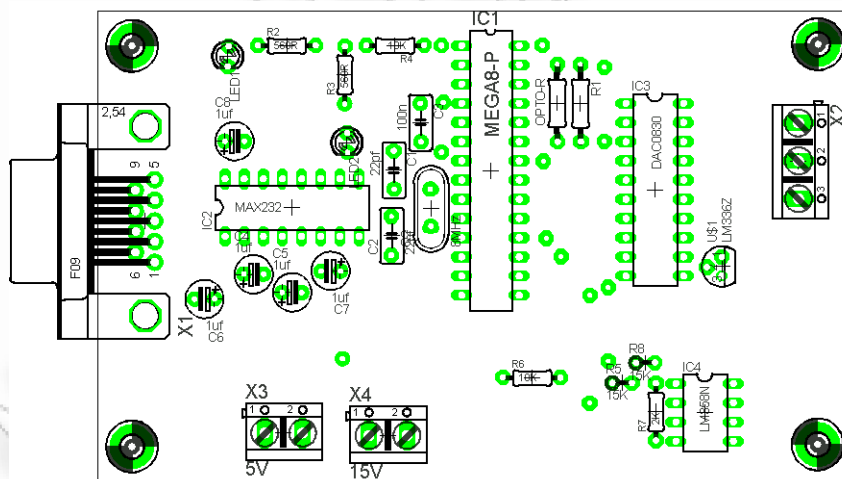 IC1
R2
560R
LED1
R3
560R
10K
R4
C8
1uf
LED2
100n
C3
22pf
C1
MEGA8-P
OPTO-R
R1
IC3
DAC0830
X2
1
2
3
2,54
9
5
6
1
F09
X1
IC2
MAX232
C2
8MHz
C4
1uf
C5
1uf
1uf
C7
1uf
C6
U$1
LM336Z
R6
10K
R8
15K
R5
15K
R7
2K
IC4
X3
1
2
5V
X4
1
2
15V